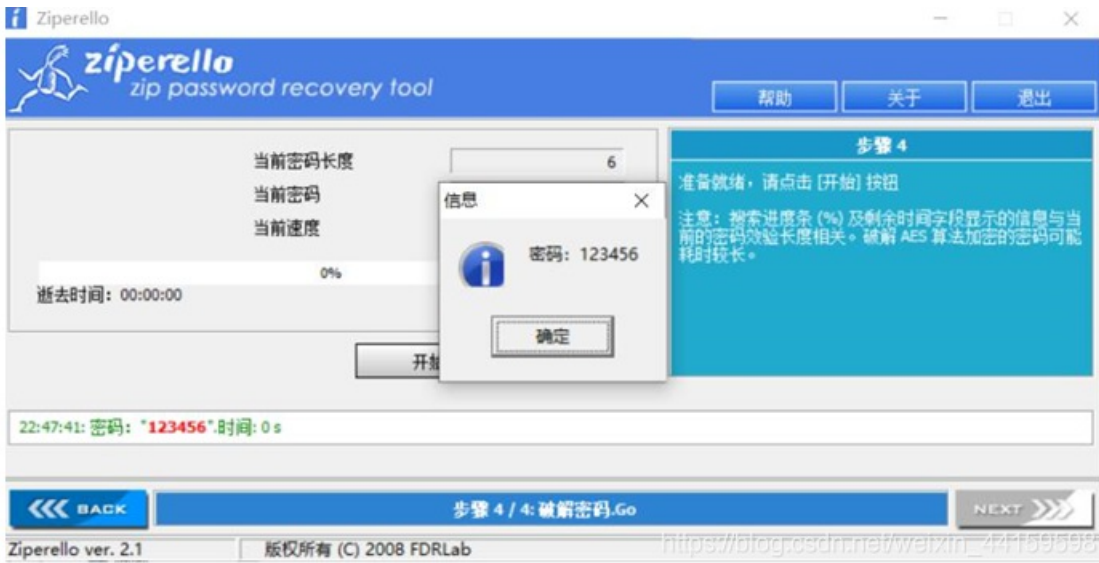 Ziperello
ziperello
zip password recovery tool
帮助 关于 退出
当前密码长度 6
当前密码
当前速度
0%
逝去时间: 00:00:00
开始
信息
密码: 123456
确定
步骤 4
准备就绪，请点击 [开始] 按钮
注意：搜索进度条 (%) 及剩余时间字段显示的信息与当
前的密码效验长度相关。破解 AES 算法加密的密码可能
耗时较长。
22:47:41: 密码: "123456".时间: 0 s
BACK
步骤 4 / 4: 破解密码.Go
NEXT
Ziperello ver. 2.1
版权所有 (C) 2008 FDRLab
https://blog.csdn.net/weixin_44159598